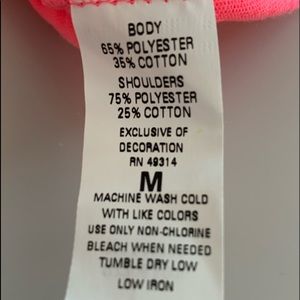 BODY
65% POLYESTER
35% COTTON
SHOULDERS
75% POLYESTER
25% COTTON
EXCLUSIVE OF
DECORATION
RN 49314
M
MACHINE WASH COLD
WITH LIKE COLORS
USE ONLY NON-CHLORINE
BLEACH WHEN NEEDED
TUMBLE DRY LOW
LOW IRON